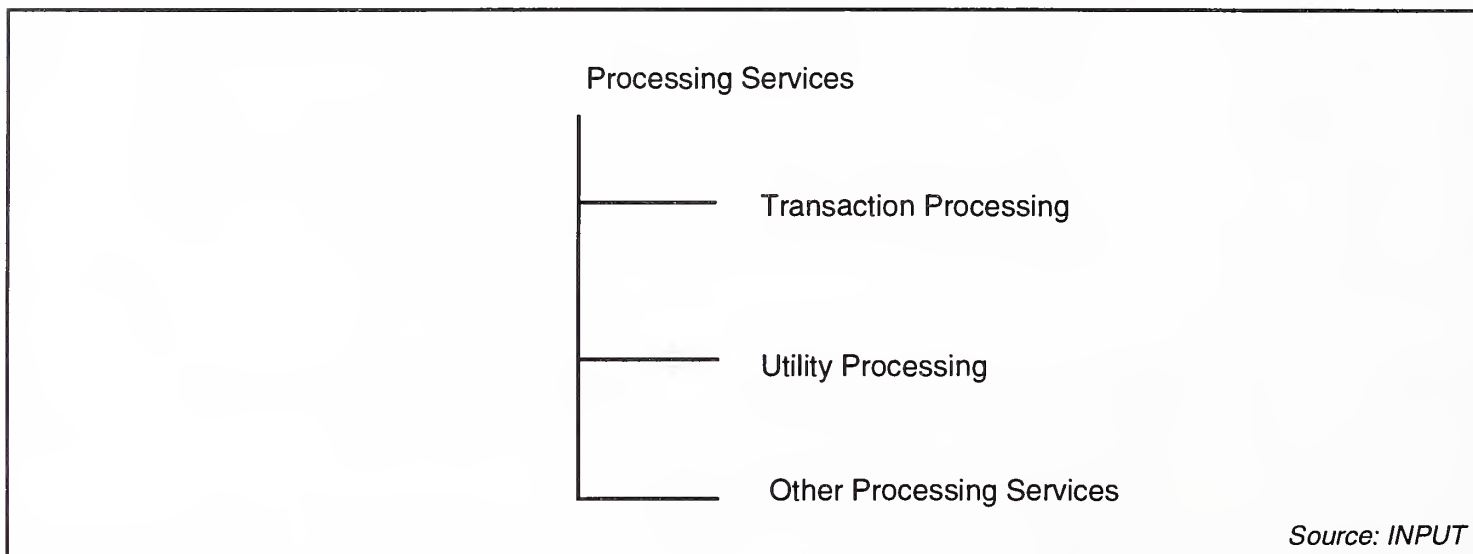 Processing Services
Transaction Processing
Utility Processing
Other Processing Services
Source: INPUT